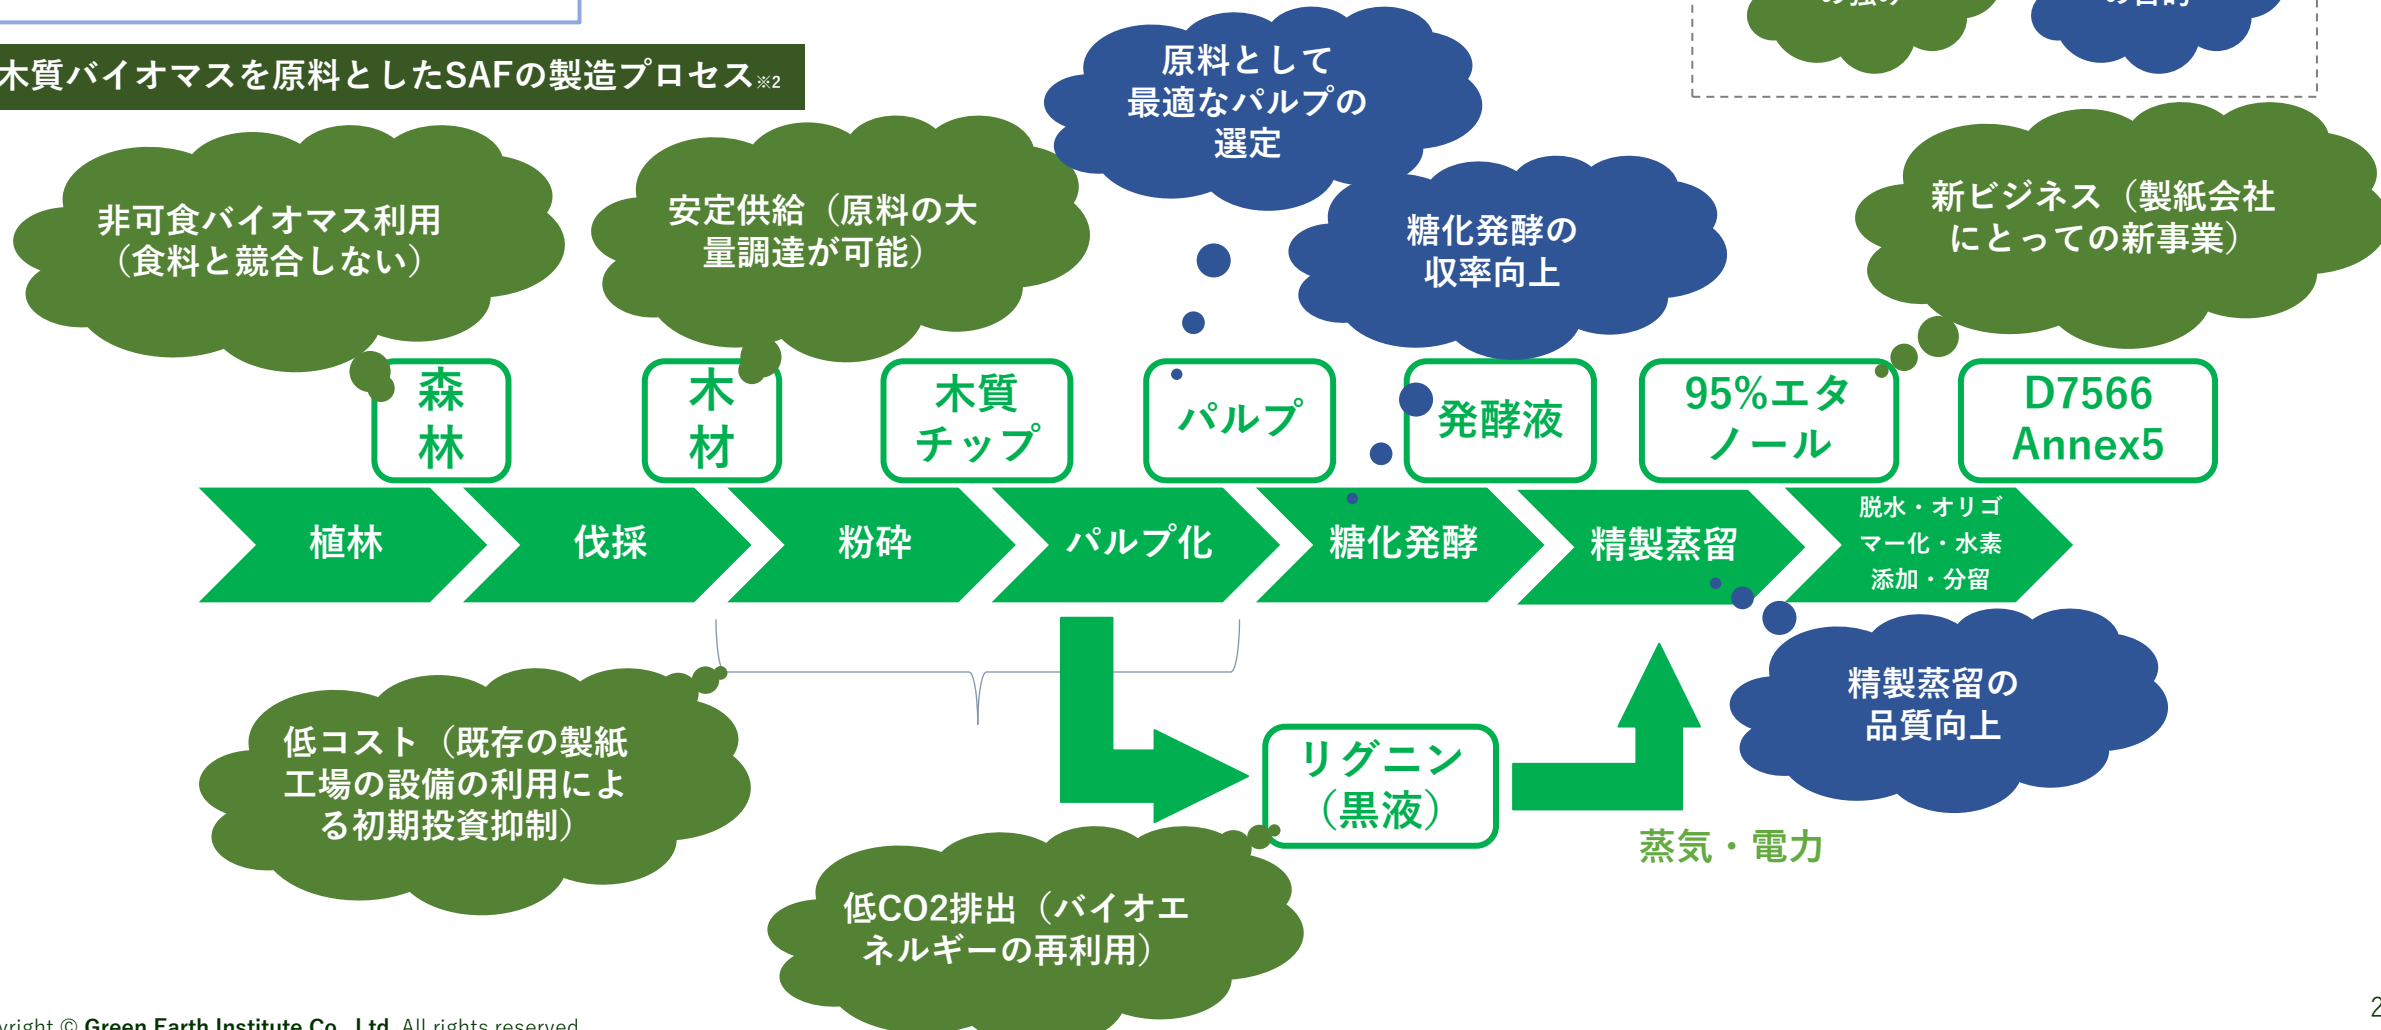 の強み
の目的
木質バイオマスを原料としたSAFの製造プロセス※2
原料として
最適なパルプの
選定
非可食バイオマス利用
（食料と競合しない）
安定供給（原料の大
量調達が可能）
糖化発酵の
収率向上
新ビジネス（製紙会社
にとっての新事業）
森
林
木
材
木質
チップ
パルプ
発酵液
95%エタ
ノール
D7566
Annex5
植林
伐採
粉砕
パルプ化
糖化発酵
精製蒸留
脱水・オリゴ
マー化・水素
添加・分留
低コスト（既存の製紙
工場の設備の利用によ
る初期投資抑制）
リグニン
（黒液）
蒸気・電力
精製蒸留の
品質向上
低CO2排出（バイオエ
ネルギーの再利用）
2
yright © Green Earth Institute Co., Ltd. All rights reserved